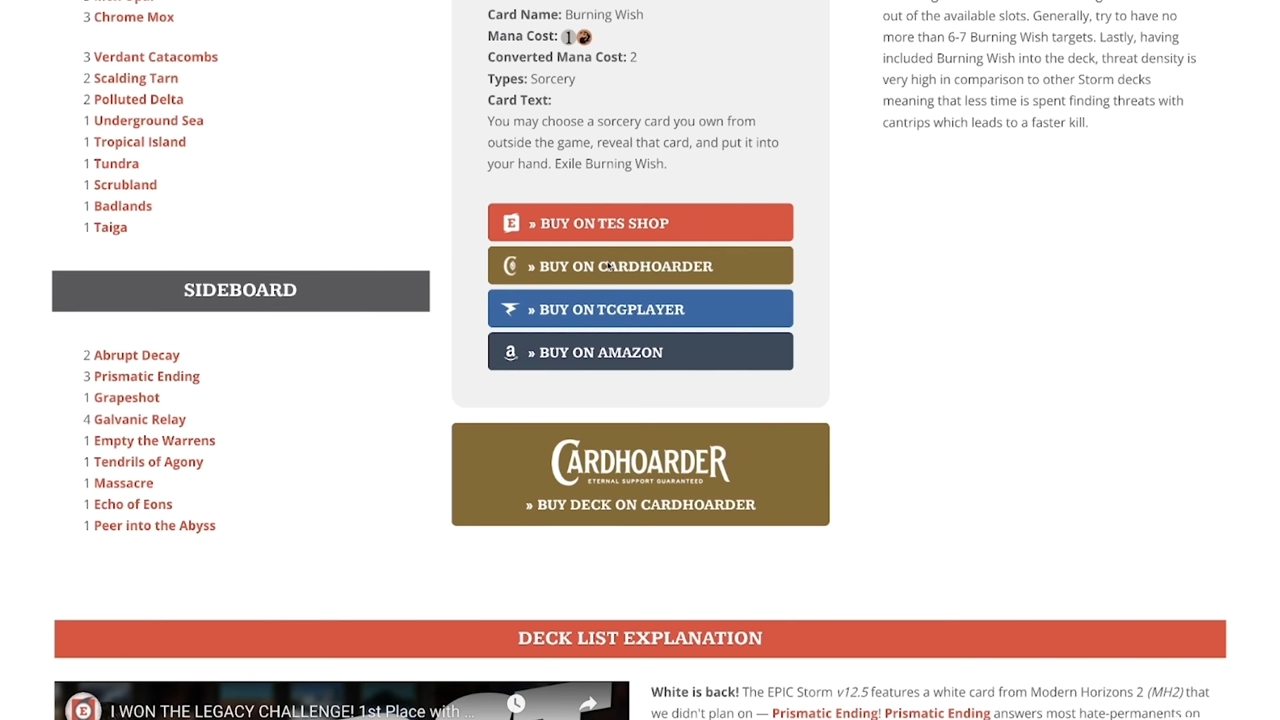 3 Chrome Mox
3 Verdant Catacombs
2 Scalding Tarn
2 Polluted Delta
1 Underground Sea
1 Tropical Island
1 Tundra
1 Scrubland
1 Badlands
1 Taiga
SIDEBOARD
2 Abrupt Decay
3 Prismatic Ending
1 Grapeshot
4 Galvanic Relay
1 Empty the Warrens
1 Tendrils of Agony
1 Massacre
1 Echo of Eons
1 Peer into the Abyss
Card Name: Burning Wish
Mana Cost: 1
Converted Mana Cost: 2
Types: Sorcery
Card Text:
You may choose a sorcery card you own from
outside the game, reveal that card, and put it into
your hand. Exile Burning Wish.
E » BUY ON TES SHOP
» BUY ON CARDHOARDER
» BUY ON TCGPLAYER
a » BUY ON AMAZON
CARDHOARDER
ETERNAL SUPPORT GUARANTEED
» BUY DECK ON CARDHOARDER
out of the available slots. Generally, try to have no
more than 6-7 Burning Wish targets. Lastly, having
included Burning Wish into the deck, threat density is
very high in comparison to other Storm decks
meaning that less time is spent finding threats with
cantrips which leads to a faster kill.
DECK LIST EXPLANATION
E I WON THE LEGACY CHALLENGE! 1st Place with ...
White is back! The EPIC Storm v12.5 features a white card from Modern Horizons 2 (MH2) that
we didn't plan on — Prismatic Ending! Prismatic Ending answers most hate-permanents on